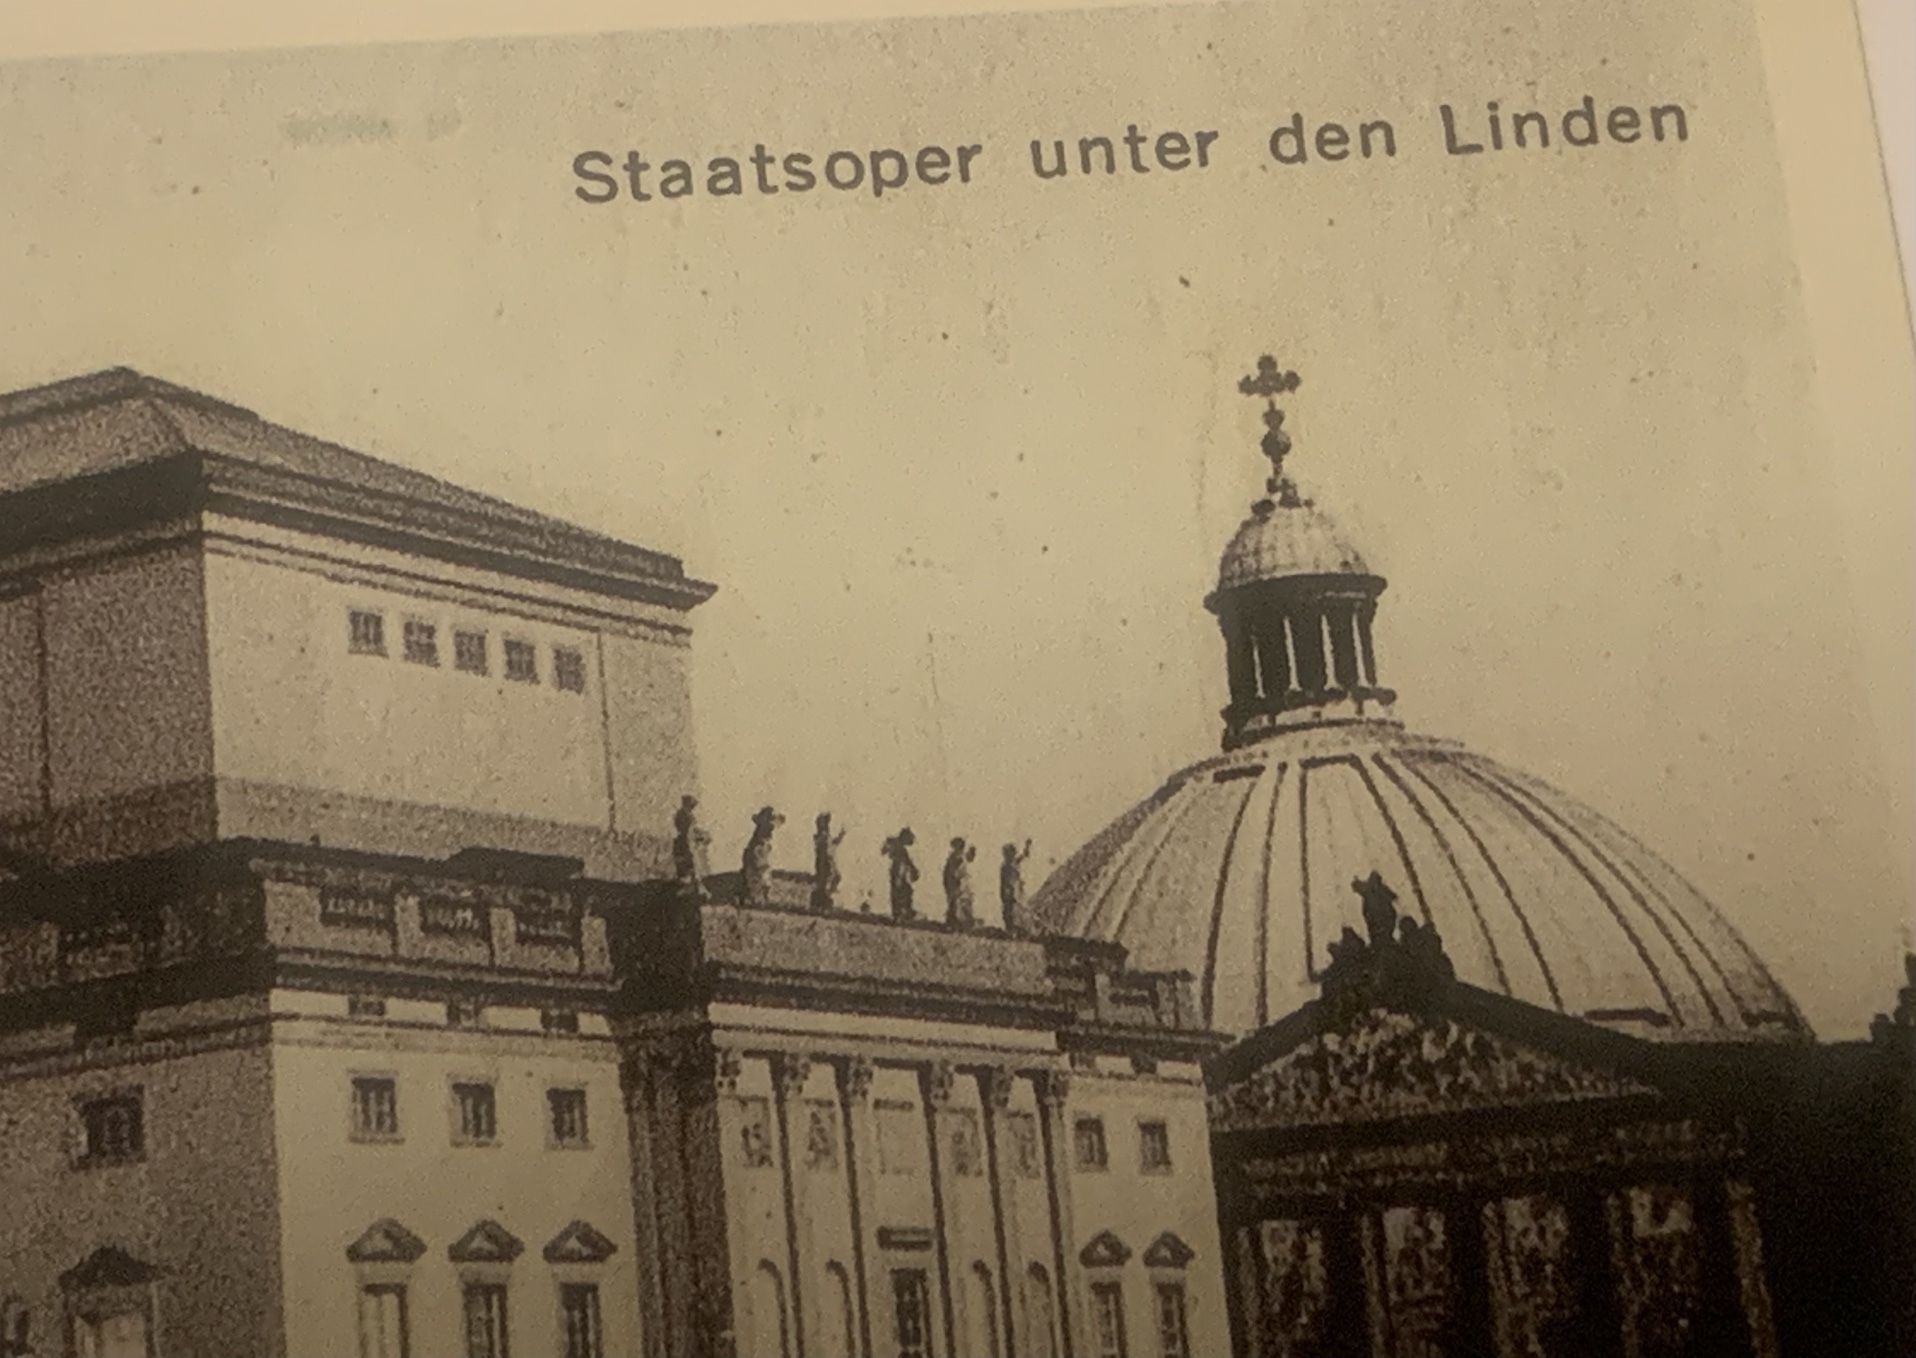 Staatsoper unter den Linden